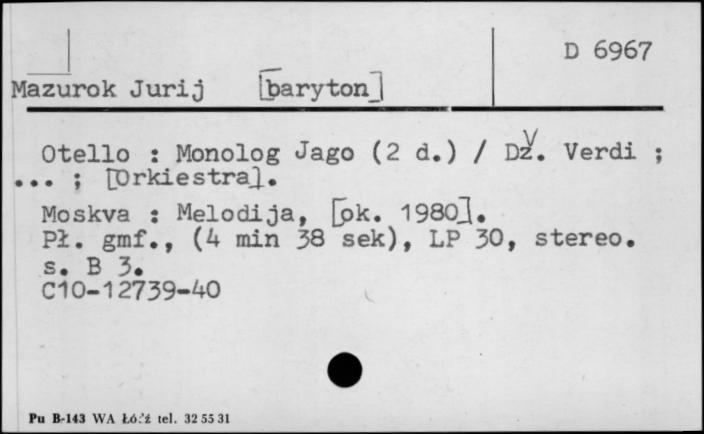 D 6967
Mazurok Jurij [baryton]
Otello : Monolog Jago (2 d.) / Dž. Verdi ;
... ; [Orkiestra].
Moskva : Melodija, [ok. 1980].
Pł. gmf., (4 min 38 sek), LP 30, stereo.
s. B 3.
C10-12739-40
Pu B-143 WA Łódź tel. 32 55 31